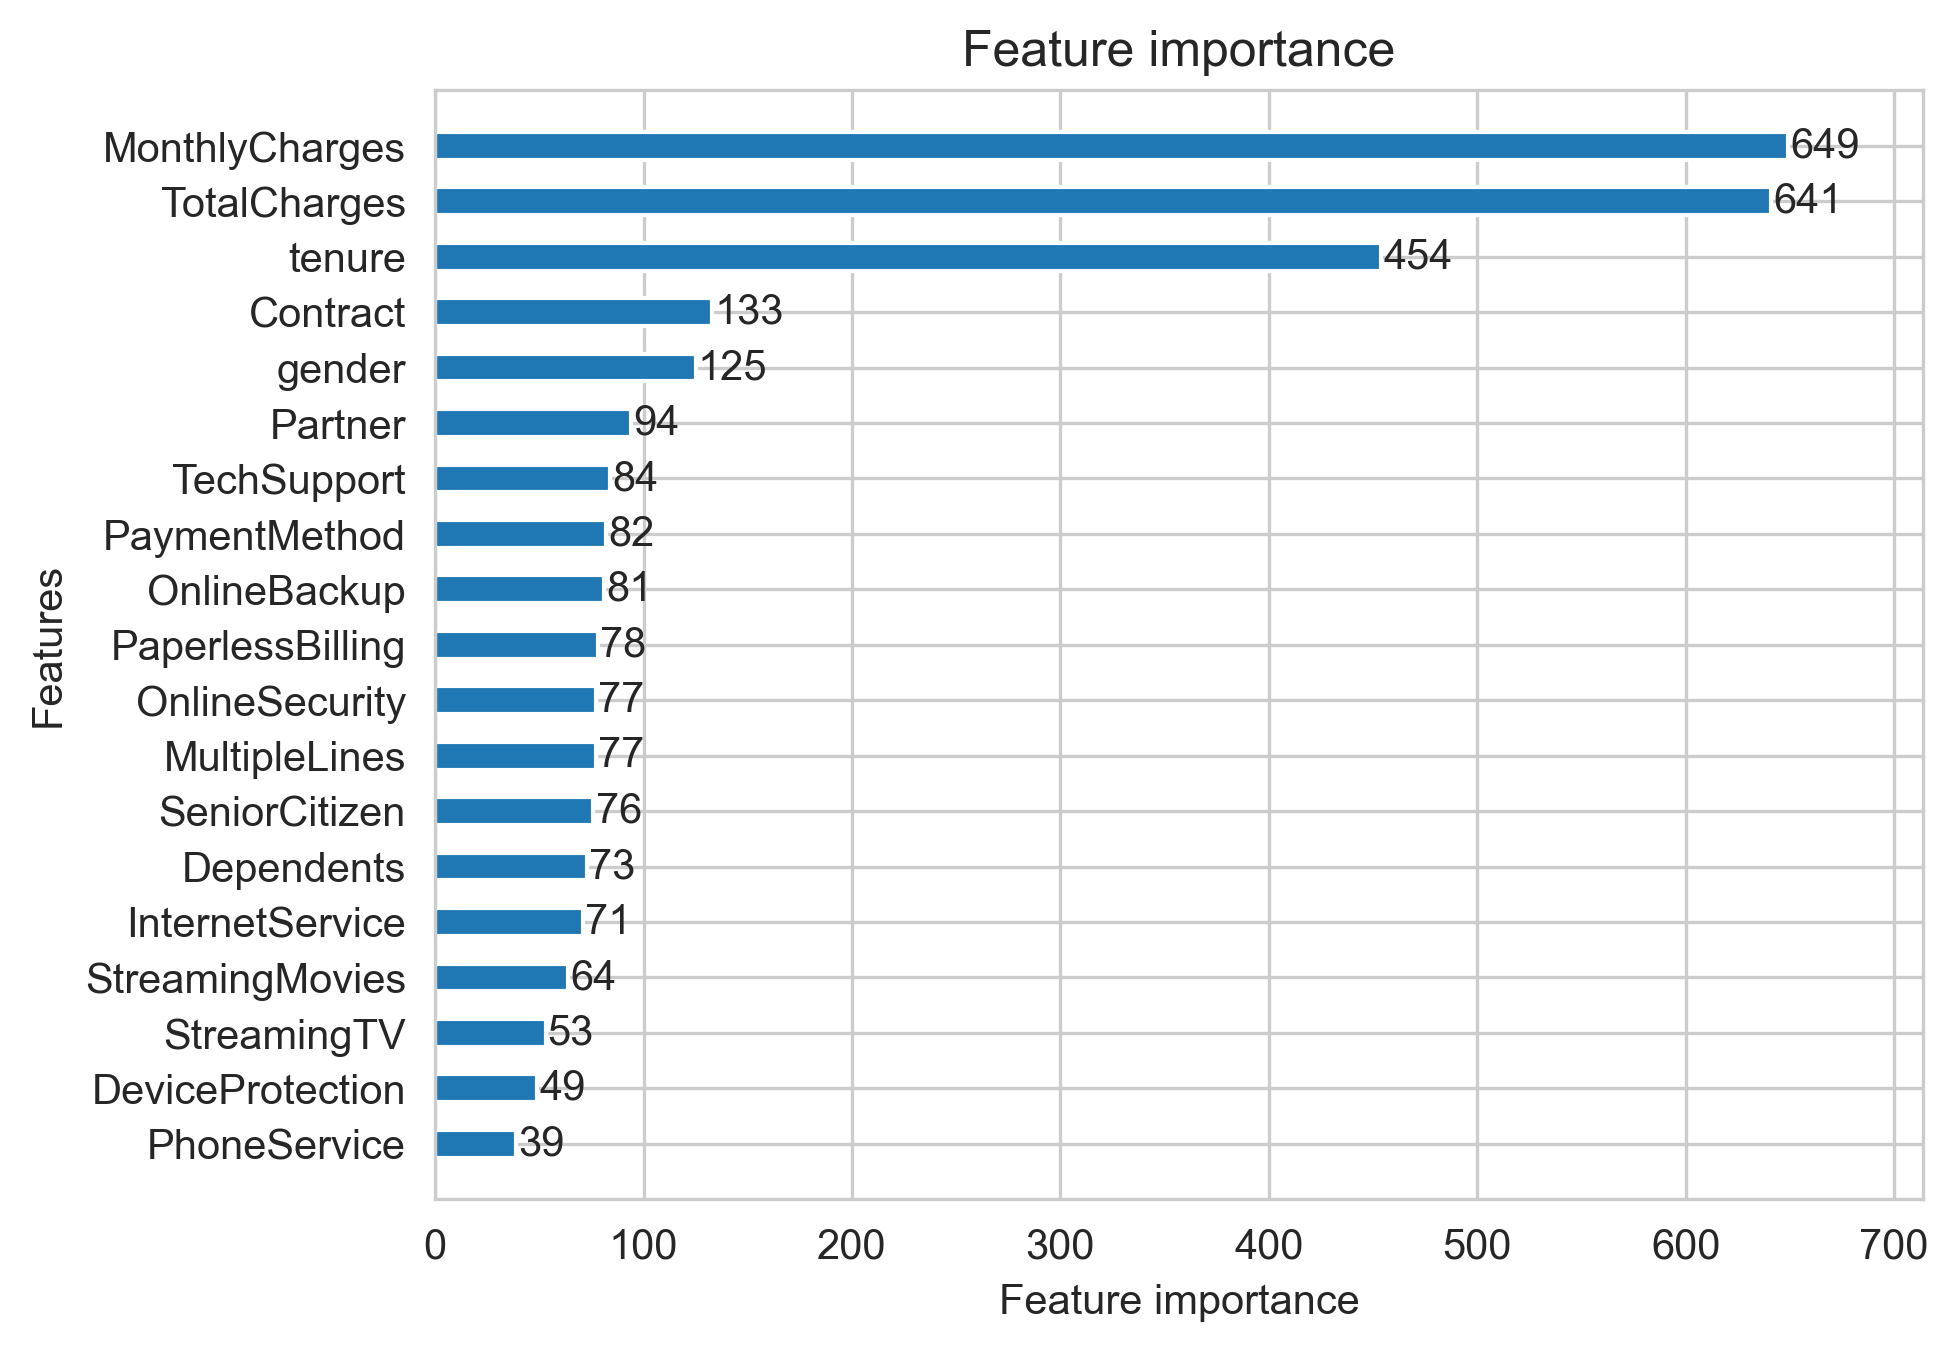 Feature importance
MonthlyCharges 649
TotalCharges 641
tenure 454
Contract 133
gender 125
Partner 94
TechSupport 84
PaymentMethod 82
OnlineBackup 81
PaperlessBilling 78
OnlineSecurity 77
MultipleLines 77
SeniorCitizen 76
Dependents 73
InternetService 71
StreamingMovies 64
StreamingTV 53
DeviceProtection 49
PhoneService 39
Features
0 100 200 300 400 500 600 700
Feature importance